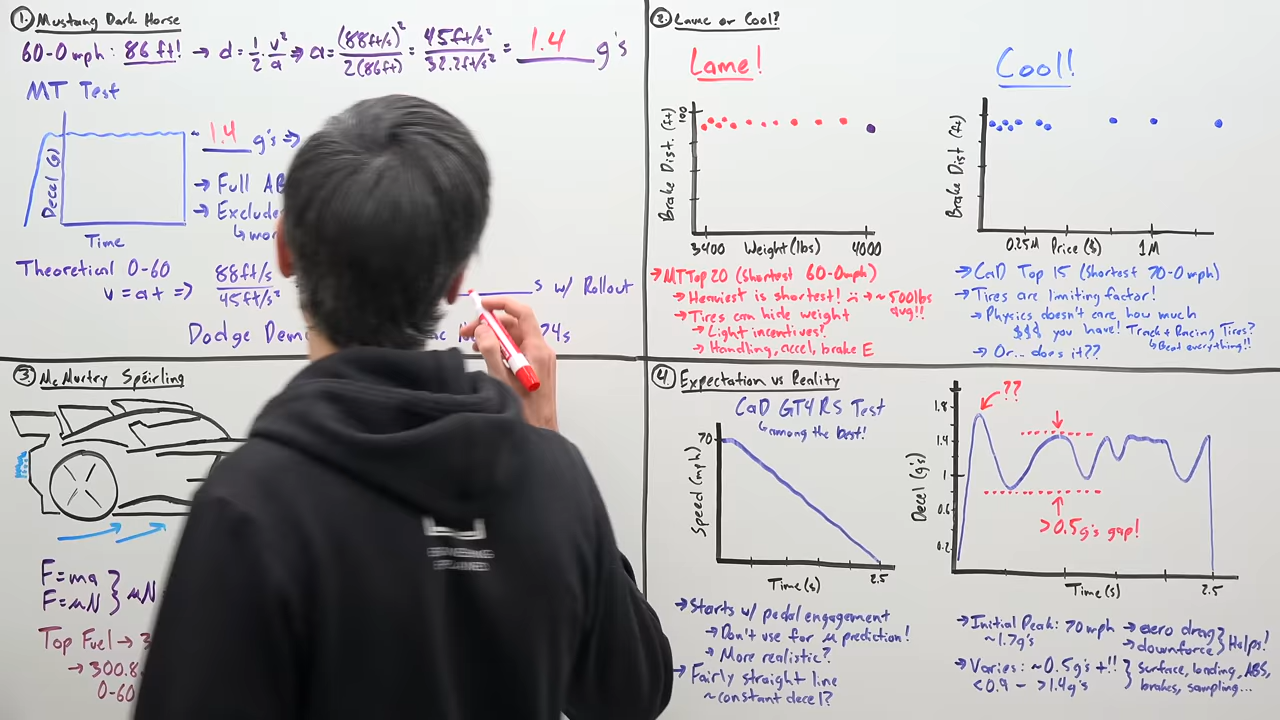 1. Mustang Dark Horse
60-0 mph: 86 ft! → d = 1/2 · v²/a ⇒ a = (88ft/s)²/2(86ft) = 45ft/s²/32.2ft/s² = 1.4 g's
MT Test
~ 1.4 g's →
Decel (G)
Time
→ Full AB
→ Exclude
Theoretical 0-60
v = at ⇒ 88ft/s/45ft/s²
s w/ Rollout
Dodge Dem
74s
2. Lame or Cool?
Lame!
Brake Dist. (ft)
100
3400 Weight (lbs) 4000
→ MT Top 20 (Shortest 60-0mph)
→ Heaviest is shortest! → ~500lbs
avg!!
→ Tires can hide weight
↳ Light incentives?
↳ Handling, accel, brake E
Cool!
Brake Dist (ft)
0.25M Price ($) 1M
→ CaD Top 15 (Shortest 70-0 mph)
→ Tires are limiting factor!
→ Physics doesn't care how much
$$$ you have! Track + Racing Tires?
↳ Beat everything!!
→ Or... does it??
3. McMurtry Spéirling
F = ma
F = μN } μN
Top Fuel → 3
→ 300.8
0-60
4. Expectation vs Reality
CaD GT4 RS Test
↳ among the best!
70
Speed (mph)
Time (s)
2.5
→ Starts w/ pedal engagement
→ Don't use for μ prediction!
→ More realistic?
→ Fairly straight line
~ constant decel?
1.8
1.4
1
0.6
0.2
Decel (g's)
??
>0.5g's gap!
Time (s)
2.5
→ Initial Peak: 70 mph → aero drag
~1.7g's → downforce } Helps!
→ Varies: ~0.5g's +!! } surface, loading, ABS,
<0.9 - >1.4g's brakes, sampling...